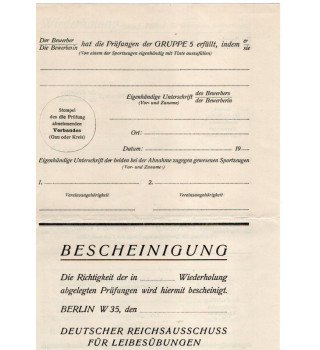 Der Bewerber
Die Bewerberin hat die Prüfungen der GRUPPE 5 erfüllt, indem er
sie
(Von einem der Sportzeugen eigenhändig mit Tinte auszufüllen)
Eigenhändige Unterschrift des Bewerbers
der Bewerberin
(Vor- und Zuname)
Stempel
des die Prüfung
abnehmenden
Verbandes
(Gau oder Kreis)
Ort:
Datum: 19
Eigenhändige Unterschrift der beiden bei der Abnahme zugegen gewesenen Sportzeugen
(Vor- und Zuname:)
1. 2.
Vereinszugehörigkeit Vereinszugehörigkeit
BESCHEINIGUNG
Die Richtigkeit der in Wiederholung
abgelegten Prüfungen wird hiermit bescheinigt.
BERLIN W 35, den
DEUTSCHER REICHSAUSSCHUSS
FÜR LEIBESÜBUNGEN